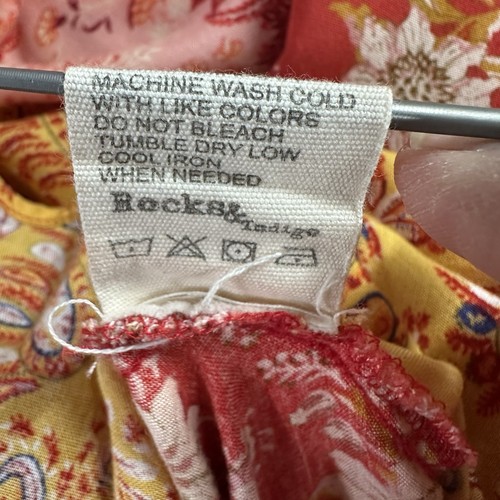 MACHINE WASH COLD
WITH LIKE COLORS
DO NOT BLEACH
TUMBLE DRY LOW
COOL IRON
WHEN NEEDED
Rocks& Indigo